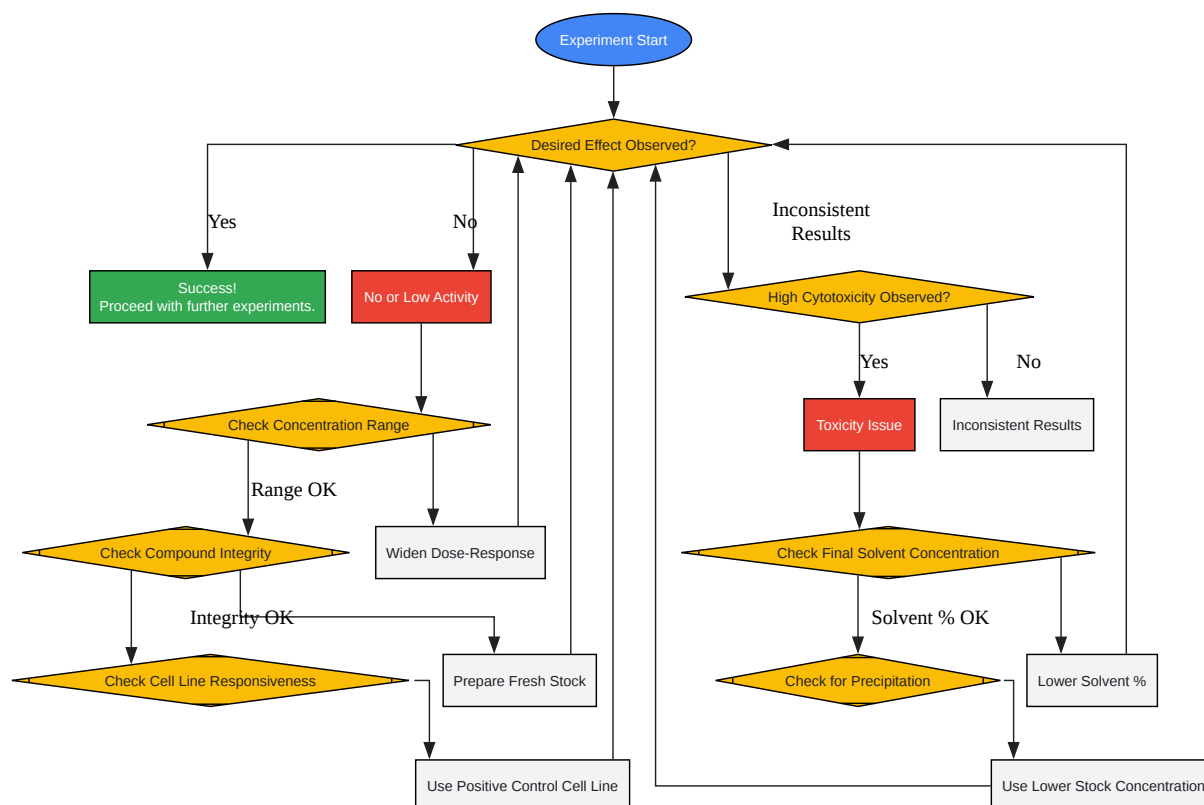 Experiment Start
Desired Effect Observed?
Yes
No
Inconsistent
Results
Success!
Proceed with further experiments.
No or Low Activity
High Cytotoxicity Observed?
Yes
No
Check Concentration Range
Toxicity Issue
Inconsistent Results
Range OK
Check Compound Integrity
Widen Dose-Response
Check Final Solvent Concentration
Integrity OK
Solvent % OK
Check Cell Line Responsiveness
Prepare Fresh Stock
Check for Precipitation
Lower Solvent %
Use Positive Control Cell Line
Use Lower Stock Concentration